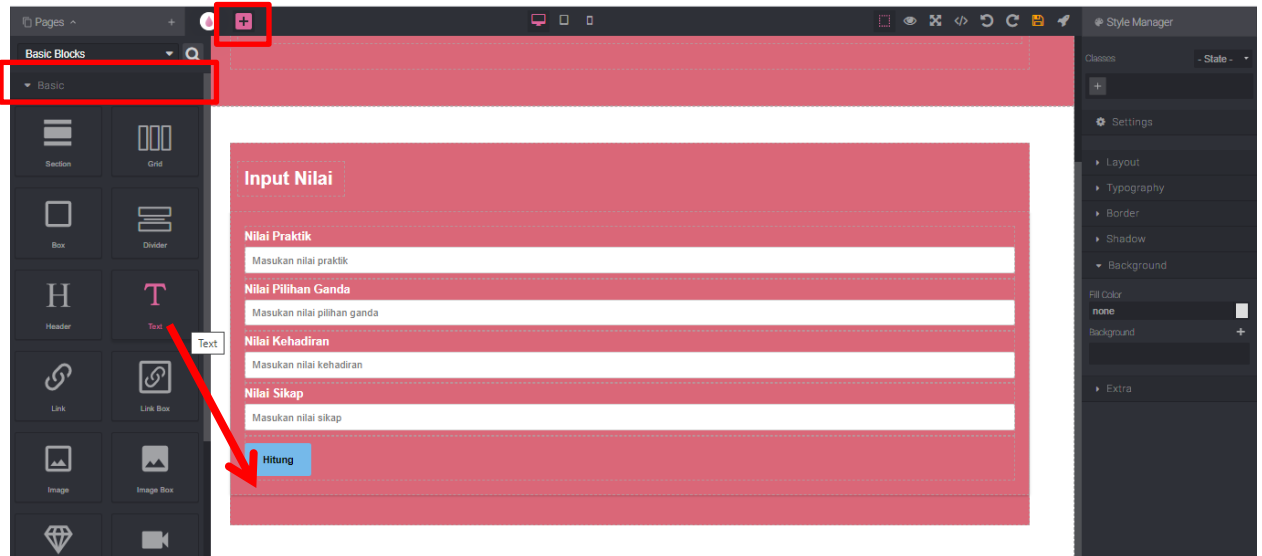 Pages
Style Manager
Basic Blocks
Basic
Classes
- State -
Settings
Section
Grid
Input Nilai
Layout
Typography
Border
Nilai Praktik
Box
Divider
Shadow
Masukan nilai praktik
Background
Nilai Pilihan Ganda
Fill Color
none
Masukan nilai pilihan ganda
Header
Text
Background
Text
Nilai Kehadiran
Masukan nilai kehadiran
Extra
Nilai Sikap
Link
Link Box
Masukan nilai sikap
Hitung
Image
Image Box